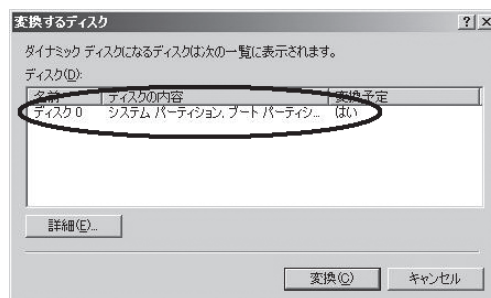 変換するディスク
ダイナミック ディスクになるディスクは次の一覧に表示されます。
ディスク(D):
名前 ディスクの内容 変換予定
ディスク 0 システム パーティション, ブート パーティシ... はい
詳細(E)...
変換(C) キャンセル